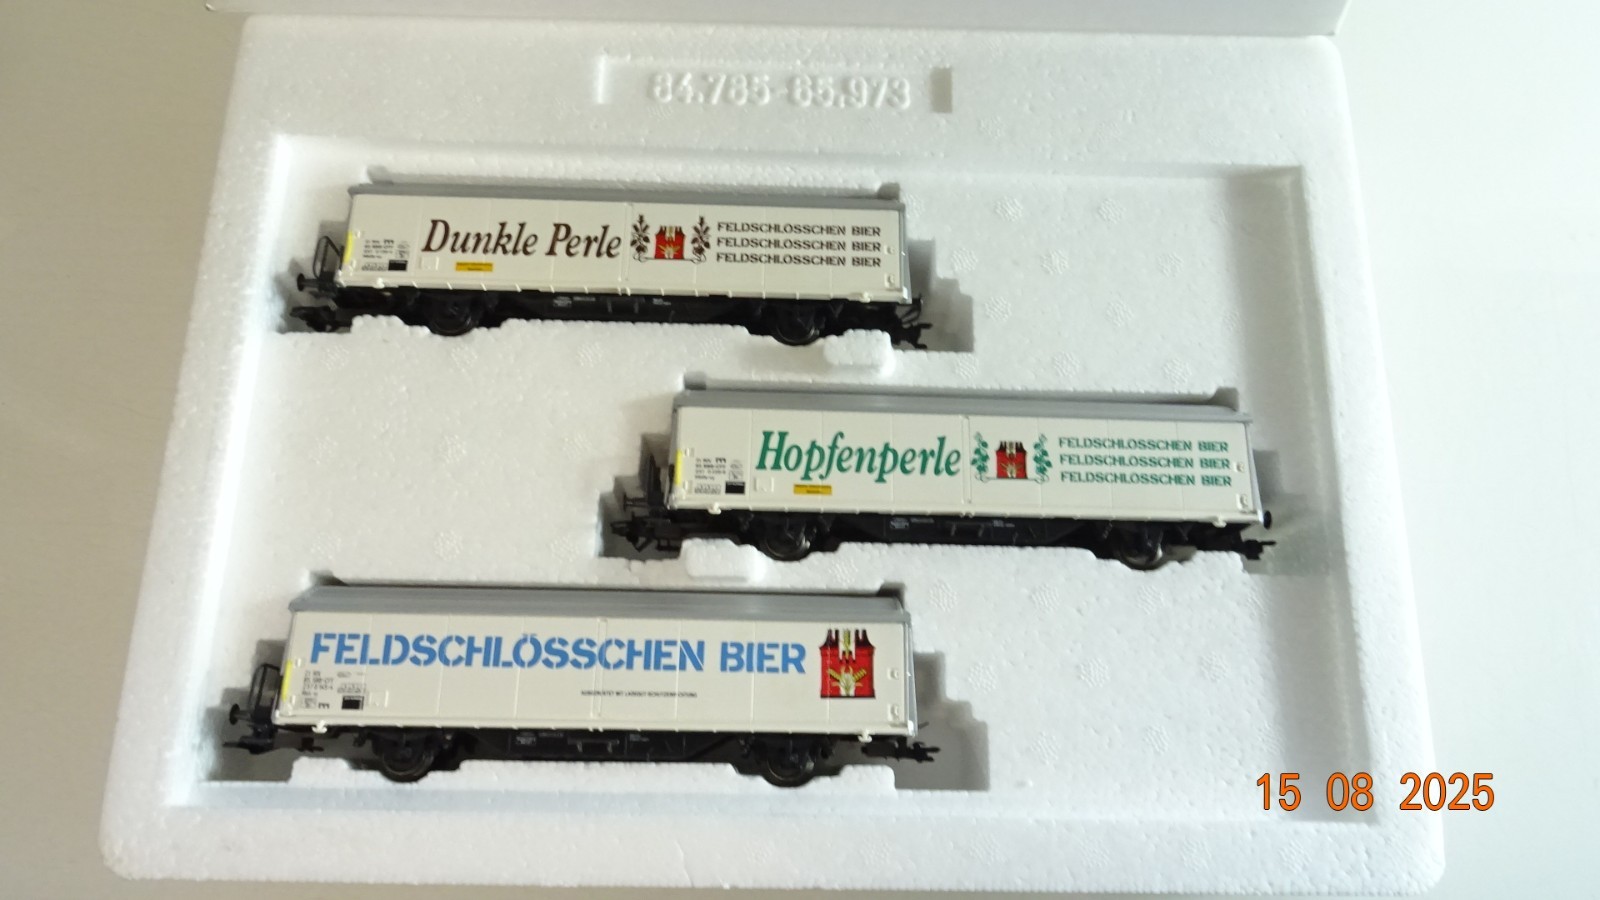 84.785-85.973
Dunkle Perle
FELDSCHLÖSSCHEN BIER
FELDSCHLÖSSCHEN BIER
FELDSCHLÖSSCHEN BIER
Hopfenperle
FELDSCHLÖSSCHEN BIER
FELDSCHLÖSSCHEN BIER
FELDSCHLÖSSCHEN BIER
FELDSCHLÖSSCHEN BIER
15 08 2025